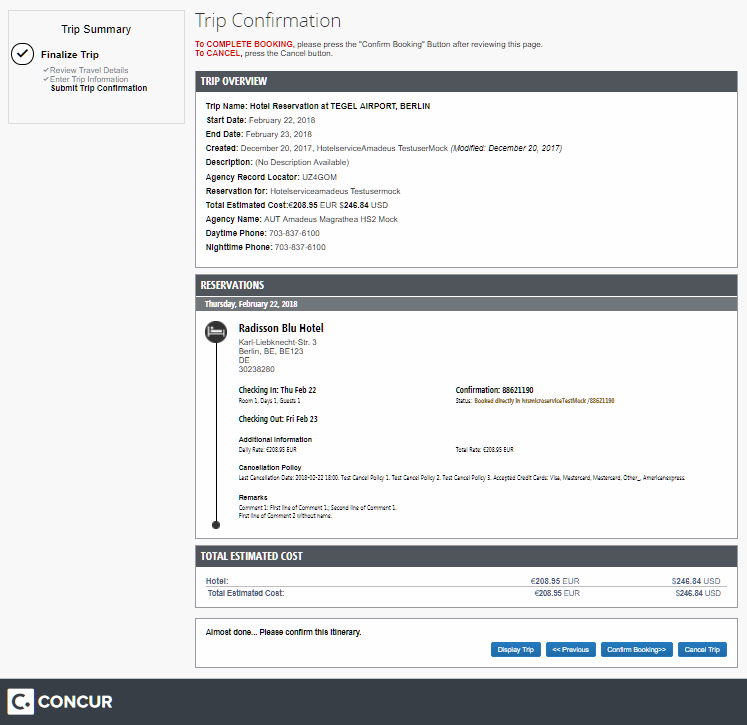 Trip Summary
Finalize Trip
Review Travel Details
Enter Trip Information
Submit Trip Confirmation
Trip Confirmation
To COMPLETE BOOKING, please press the "Confirm Booking" Button after reviewing this page.
To CANCEL, press the Cancel button.
TRIP OVERVIEW
Trip Name: Hotel Reservation at TEGEL AIRPORT, BERLIN
Start Date: February 22, 2018
End Date: February 23, 2018
Created: December 20, 2017, HotelserviceAmadeus TestuserMock (Modified: December 20, 2017)
Description: (No Description Available)
Agency Record Locator: UZ4GOM
Reservation for: Hotelserviceamadeus Testusermock
Total Estimated Cost:€208.95 EUR $246.84 USD
Agency Name: AUT Amadeus Magrathea HS2 Mock
Daytime Phone: 703-837-6100
Nighttime Phone: 703-837-6100
RESERVATIONS
Thursday, February 22, 2018
Radisson Blu Hotel
Karl-Liebknecht-Str. 3
Berlin, BE, BE123
DE
30238280
Checking In: Thu Feb 22
Confirmation: 88621190
Room 1, Days 1, Guests 1
Status: Booked directly in hmsmicroserviceTestMock /88621190
Checking Out: Fri Feb 23
Additional Information
Daily Rate: €208.95 EUR
Total Rate: €208.95 EUR
Cancellation Policy
Last Cancellation Date: 2018-02-22 18:00. Test Cancel Policy 1. Test Cancel Policy 2. Test Cancel Policy 3. Accepted Credit Cards: Visa, Mastercard, Mastercard, Other_, Americanexpress.
Remarks
Comment 1: First line of Comment 1.; Second line of Comment 1.
First line of Comment 2 without name.
TOTAL ESTIMATED COST
Hotel: €208.95 EUR $246.84 USD
Total Estimated Cost: €208.95 EUR $246.84 USD
Almost done... Please confirm this itinerary.
Display Trip << Previous Confirm Booking>> Cancel Trip
C. CONCUR